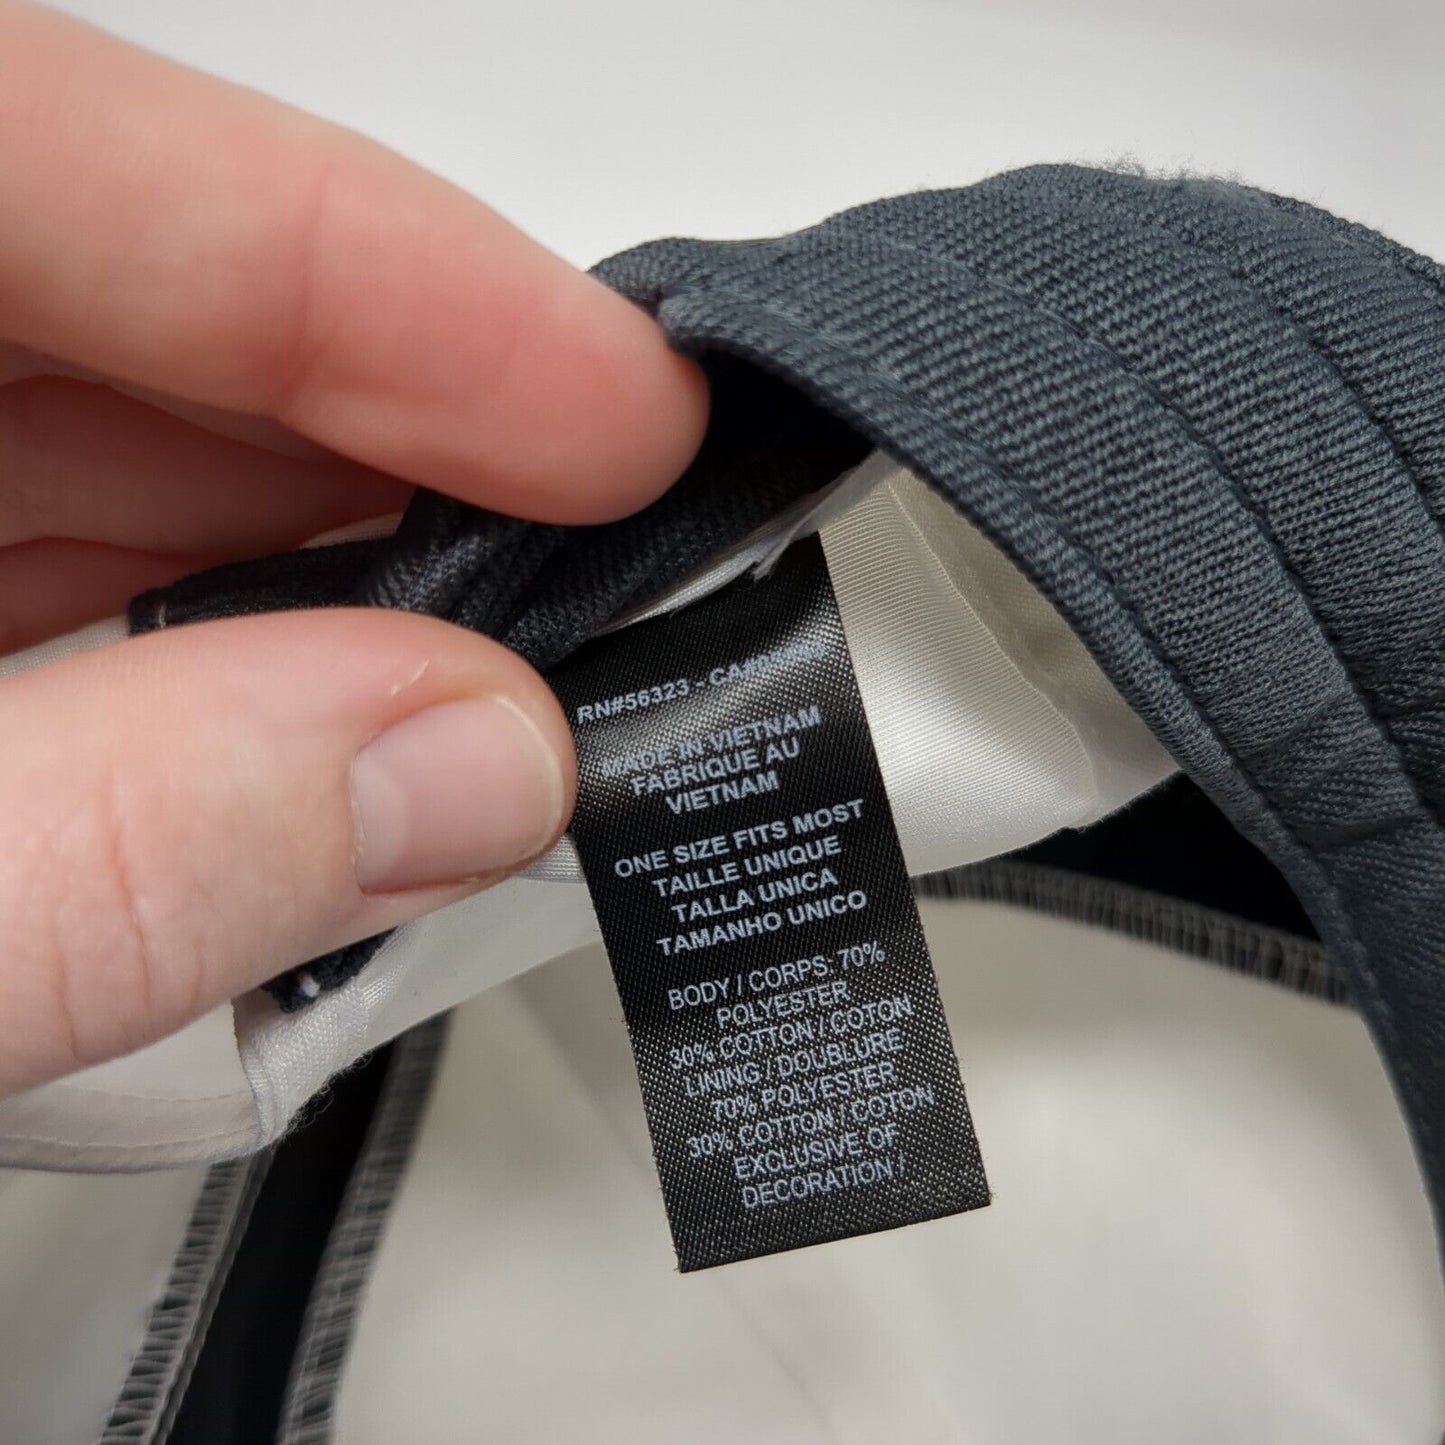 RN#56323 -
MADE IN VIETNAM
FABRIQUE AU
VIETNAM
ONE SIZE FITS MOST
TAILLE UNIQUE
TALLA UNICA
TAMANHO UNICO
BODY / CORPS: 70%
POLYESTER
30% COTTON / COTON
LINING / DOUBLURE
70% POLYESTER
30% COTTON / COTON
EXCLUSIVE OF
DECORATION /